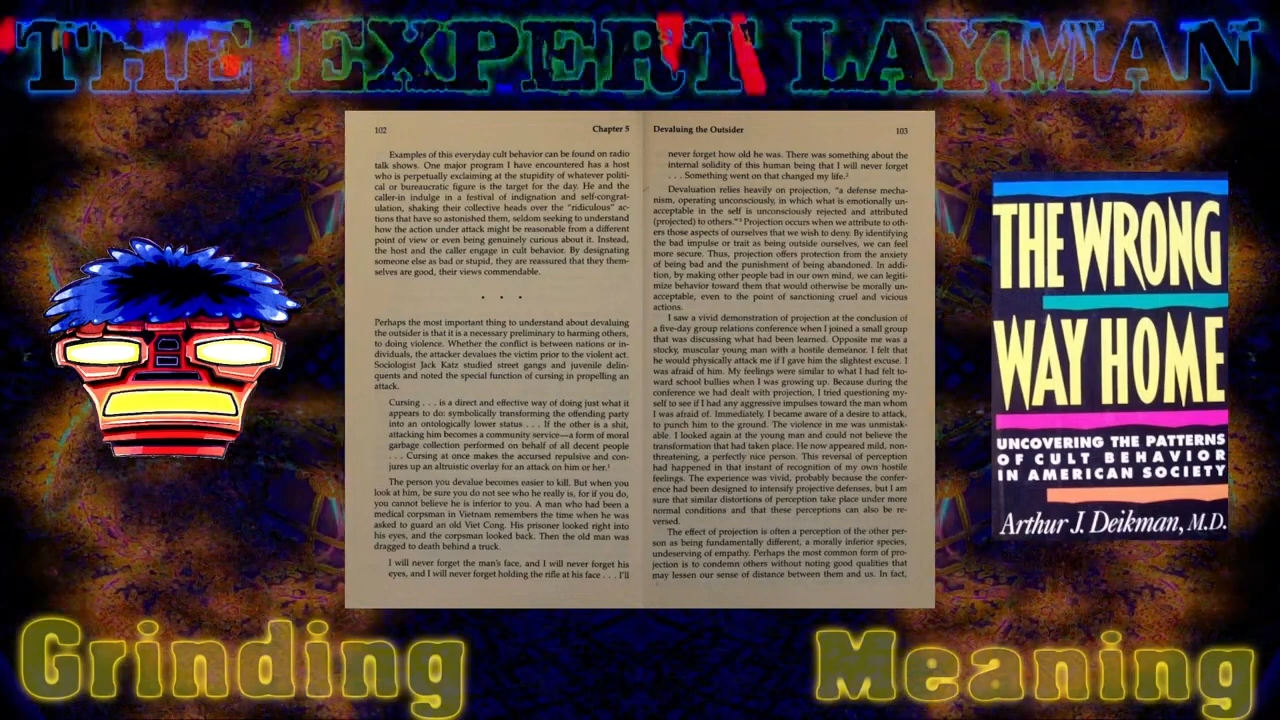 THE EXPERT LAYMAN
102 Chapter 5
Examples of this everyday cult behavior can be found on radio
talk shows. One major program I have encountered has a host
who is perpetually exclaiming at the stupidity of whatever politi-
cal or bureaucratic figure is the target for the day. He and the
caller-in indulge in a festival of indignation and self-congrat-
ulation, shaking their collective heads over the “ridiculous” ac-
tions that have so astonished them, seldom seeking to understand
how the action under attack might be reasonable from a different
point of view or even being genuinely curious about it. Instead,
the host and the caller engage in cult behavior. By designating
someone else as bad or stupid, they are reassured that they them-
selves are good, their views commendable.
• • •
Perhaps the most important thing to understand about devaluing
the outsider is that it is a necessary preliminary to harming others,
to doing violence. Whether the conflict is between nations or in-
dividuals, the attacker devalues the victim prior to the violent act.
Sociologist Jack Katz studied street gangs and juvenile delin-
quents and noted the special function of cursing in propelling an
attack.
Cursing . . . is a direct and effective way of doing just what it
appears to do: symbolically transforming the offending party
into an ontologically lower status . . . If the other is a shit,
attacking him becomes a community service—a form of moral
garbage collection performed on behalf of all decent people
. . . Cursing at once makes the accursed repulsive and con-
jures up an altruistic overlay for an attack on him or her.¹
The person you devalue becomes easier to kill. But when you
look at him, be sure you do not see who he really is, for if you do,
you cannot believe he is inferior to you. A man who had been a
medical corpsman in Vietnam remembers the time when he was
asked to guard an old Viet Cong. His prisoner looked right into
his eyes, and the corpsman looked back. Then the old man was
dragged to death behind a truck.
I will never forget the man's face, and I will never forget his
eyes, and I will never forget holding the rifle at his face . . . I'll
Devaluing the Outsider 103
never forget how old he was. There was something about the
internal solidity of this human being that I will never forget
. . . Something went on that changed my life.²
Devaluation relies heavily on projection, “a defense mecha-
nism, operating unconsciously, in which what is emotionally un-
acceptable in the self is unconsciously rejected and attributed
(projected) to others.”³ Projection occurs when we attribute to oth-
ers those aspects of ourselves that we wish to deny. By identifying
the bad impulse or trait as being outside ourselves, we can feel
more secure. Thus, projection offers protection from the anxiety
of being bad and the punishment of being abandoned. In addi-
tion, by making other people bad in our own mind, we can legiti-
mize behavior toward them that would otherwise be morally un-
acceptable, even to the point of sanctioning cruel and vicious
actions.
I saw a vivid demonstration of projection at the conclusion of
a five-day group relations conference when I joined a small group
that was discussing what had been learned. Opposite me was a
stocky, muscular young man with a hostile demeanor. I felt that
he would physically attack me if I gave him the slightest excuse. I
was afraid of him. My feelings were similar to what I had felt to-
ward school bullies when I was growing up. Because during the
conference we had dealt with projection, I tried questioning my-
self to see if I had any aggressive impulses toward the man whom
I was afraid of. Immediately, I became aware of a desire to attack,
to punch him to the ground. The violence in me was unmistak-
able. I looked again at the young man and could not believe the
transformation that had taken place. He now appeared mild, non-
threatening, a perfectly nice person. This reversal of perception
had happened in that instant of recognition of my own hostile
feelings. The experience was vivid, probably because the confer-
ence had been designed to intensify projective defenses, but I am
sure that similar distortions of perception take place under more
normal conditions and that these perceptions can also be re-
versed.
The effect of projection is often a perception of the other per-
son as being fundamentally different, a morally inferior species,
undeserving of empathy. Perhaps the most common form of pro-
jection is to condemn others without noting good qualities that
may lessen our sense of distance between them and us. In fact,
THE WRONG
WAY HOME
UNCOVERING THE PATTERNS
OF CULT BEHAVIOR
IN AMERICAN SOCIETY
Arthur J. Deikman, M.D.
Grinding Meaning